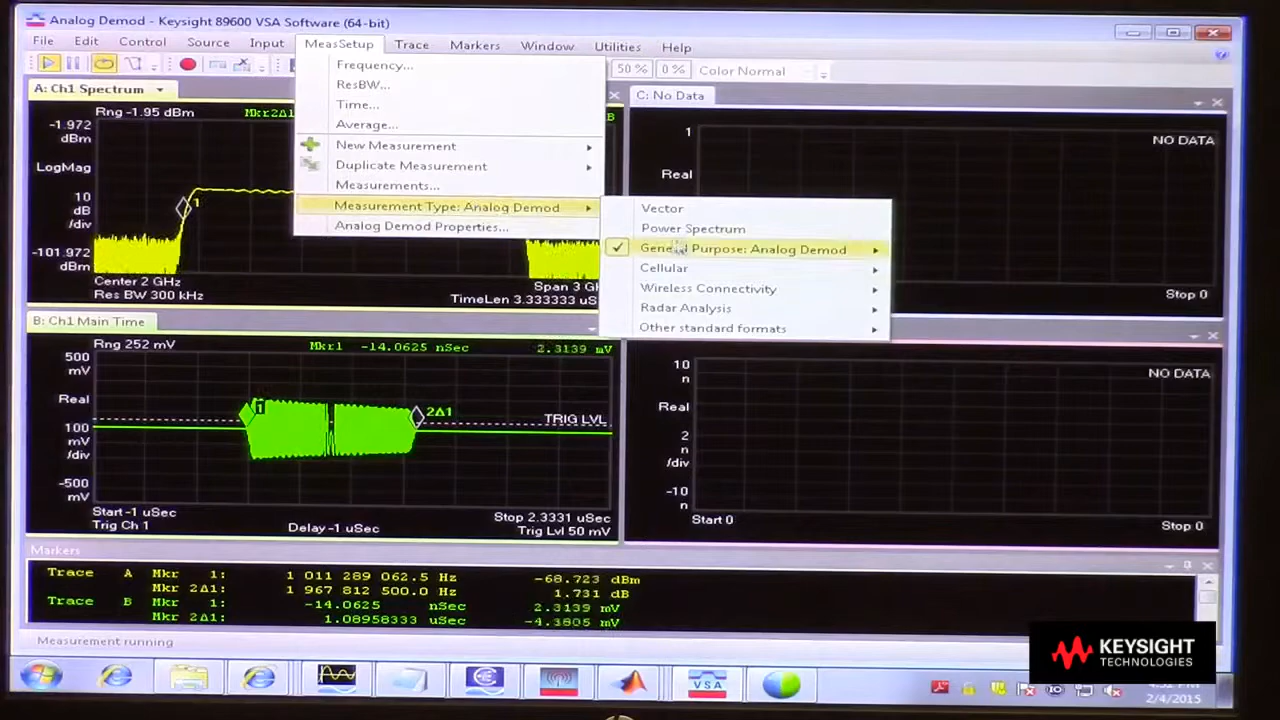 Analog Demod - Keysight 89600 VSA Software (64-bit)
File Edit Control Source Input MeasSetup Trace Markers Window Utilities Help
50 % 0 % Color Normal
Frequency...
ResBW...
Time...
Average...
New Measurement
Duplicate Measurement
Measurements...
Measurement Type: Analog Demod
Analog Demod Properties...
Vector
Power Spectrum
General Purpose: Analog Demod
Cellular
Wireless Connectivity
Radar Analysis
Other standard formats
A: Ch1 Spectrum
Rng -1.95 dBm Mkr2Δ1
-1.972
dBm
LogMag
10
dB
/div
-101.972
dBm
1
Center 2 GHz Span 3 GHz
Res BW 300 kHz TimeLen 3.333333 uS
C: No Data
1
NO DATA
Real
Stop 0
B: Ch1 Main Time
Rng 252 mV Mkr1 -14.0625 nSec 2.3139 mV
500
mV
Real
100
mV
/div
-500
mV
1
2Δ1
TRIG LVL
Start -1 uSec Stop 2.3331 uSec
Trig Ch 1 Delay -1 uSec Trig Lvl 50 mV
10
n
NO DATA
Real
2
n
/div
-10
n
Start 0 Stop 0
Markers
Trace A Mkr 1: 1 011 289 062.5 Hz -68.723 dBm
Mkr 2Δ1: 1 967 812 500.0 Hz 1.731 dB
Trace B Mkr 1: -14.0625 nSec 2.3139 mV
Mkr 2Δ1: 1.08958333 uSec -4.3805 mV
Measurement running
VSA
2/4/2015
KEYSIGHT
TECHNOLOGIES